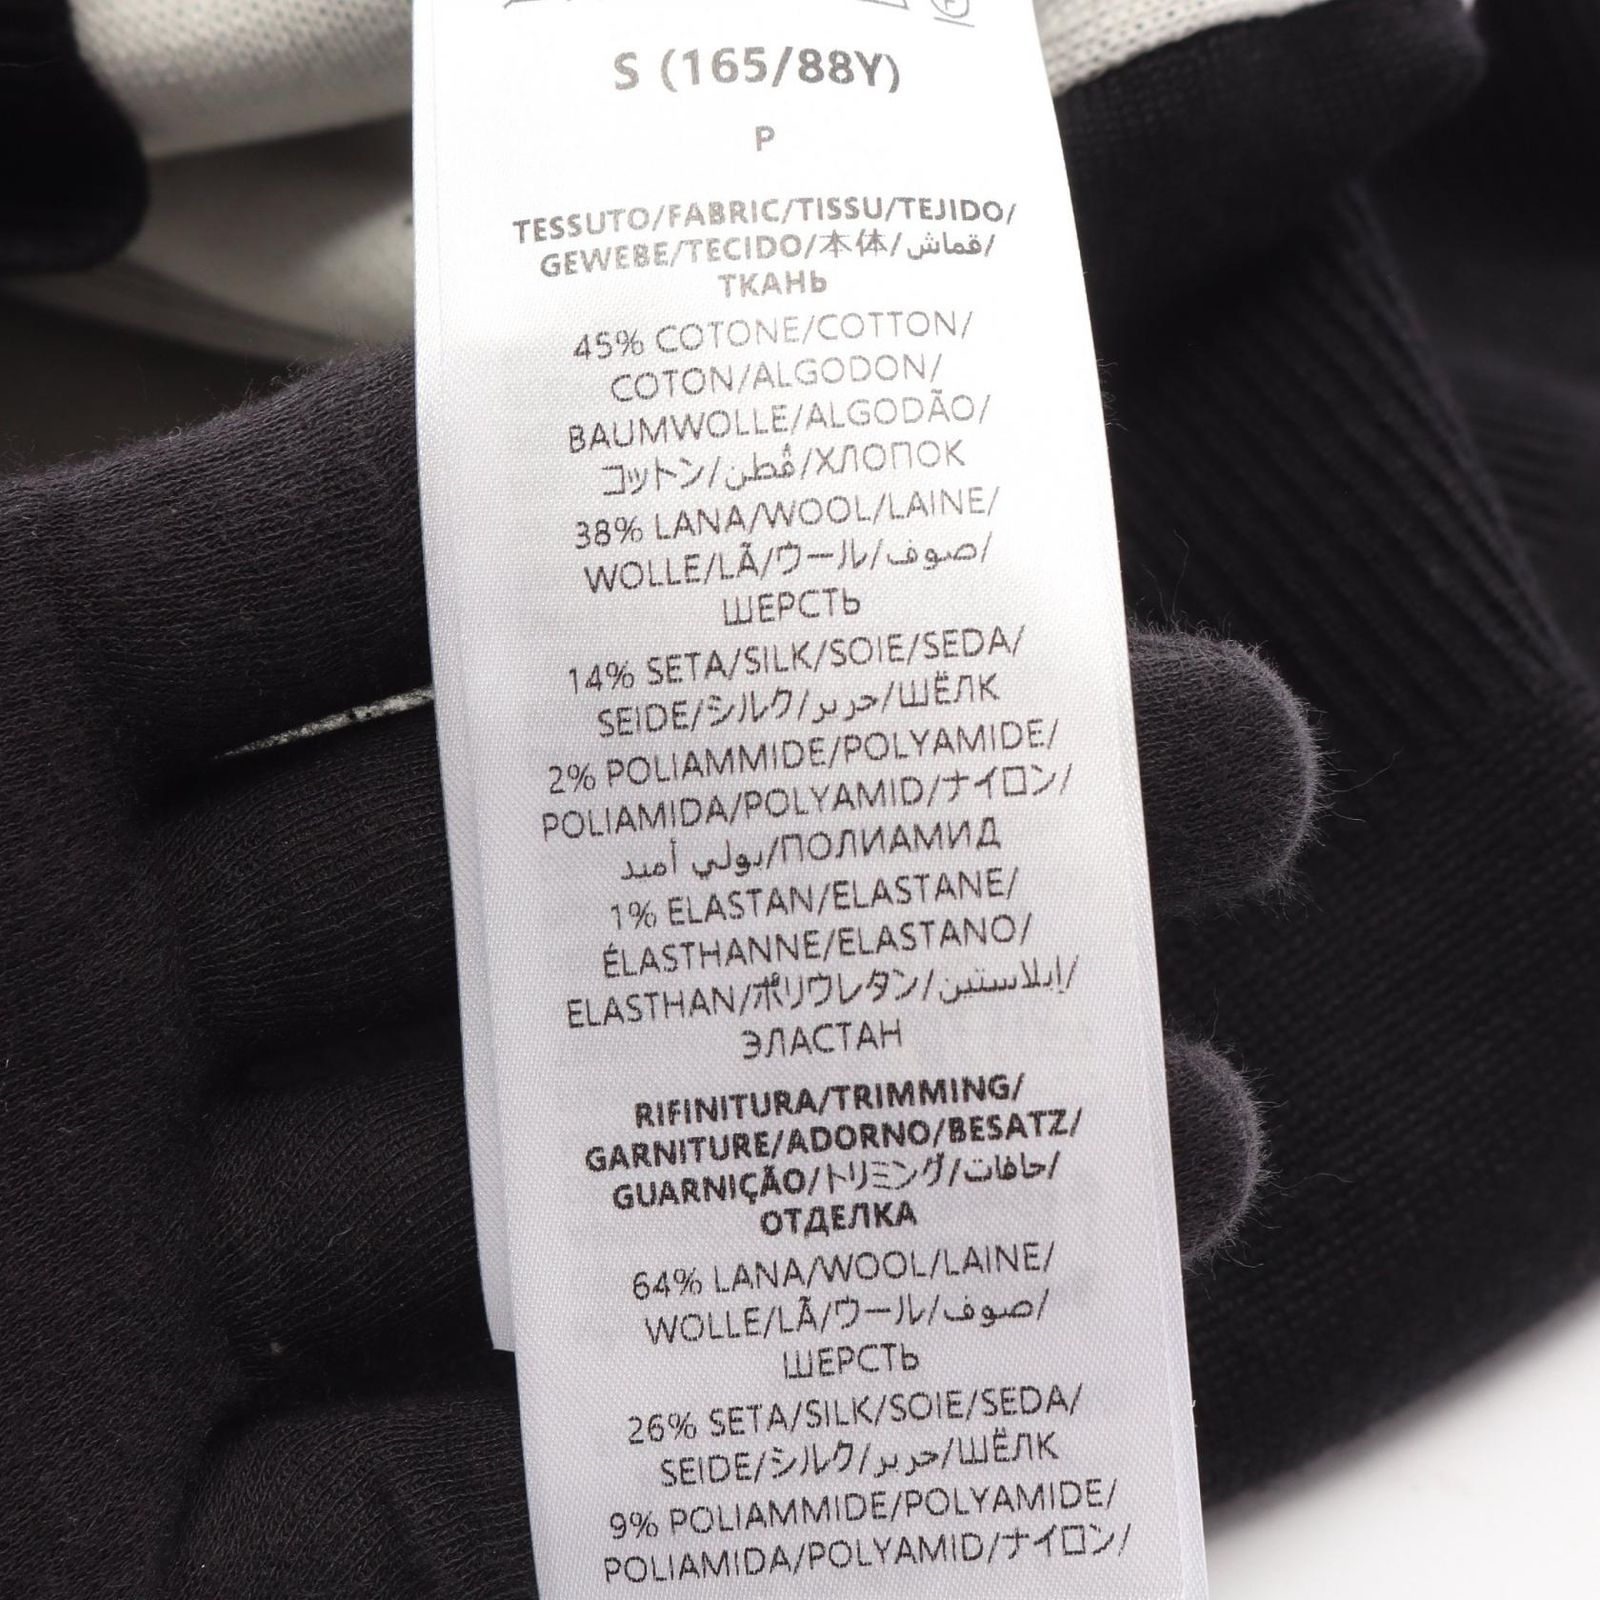 S (165/88Y)
P
TESSUTO/FABRIC/TISSU/TEJIDO/
GEWEBE/TECIDO/本体/قماش/
ТКАНЬ
45% COTONE/COTTON/
COTON/ALGODON/
BAUMWOLLE/ALGODÃO/
コットン/قُطن/ХЛОПОК
38% LANA/WOOL/LAINE/
WOLLE/LÃ/ウール/صوف/
ШЕРСТЬ
14% SETA/SILK/SOIE/SEDA/
SEIDE/シルク/حرير/ШЁЛК
2% POLIAMMIDE/POLYAMIDE/
POLIAMIDA/POLYAMID/ナイロン/
بولي أميد/ПОЛИАМИД
1% ELASTAN/ELASTANE/
ÉLASTHANNE/ELASTANO/
ELASTHAN/ポリウレタン/إيلاستين/
ЭЛАСТАН
RIFINITURA/TRIMMING/
GARNITURE/ADORNO/BESATZ/
GUARNIÇÃO/トリミング/حافات/
ОТДЕЛКА
64% LANA/WOOL/LAINE/
WOLLE/LÃ/ウール/صوف/
ШЕРСТЬ
26% SETA/SILK/SOIE/SEDA/
SEIDE/シルク/حرير/ШЁЛК
9% POLIAMMIDE/POLYAMIDE/
POLIAMIDA/POLYAMID/ナイロン/